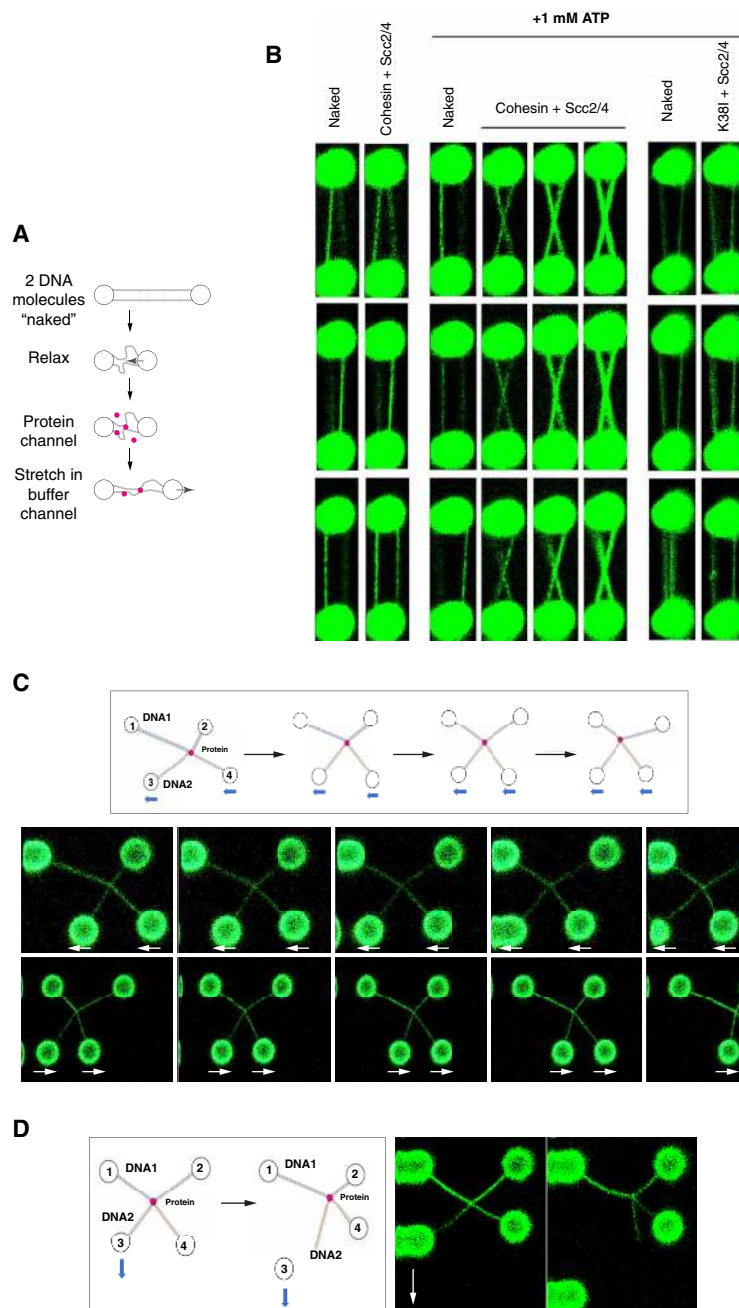 +1 mM ATP
B
Naked
Cohesin + Scc2/4
Naked
Cohesin + Scc2/4
Naked
K38I + Scc2/4
A
2 DNA
molecules
“naked”
Relax
Protein
channel
Stretch in
buffer
channel
C
1
DNA1
2
Protein
3
DNA2
4
D
1
DNA1
2
Protein
DNA2
3
4
1
DNA1
2
Protein
4
DNA2
3